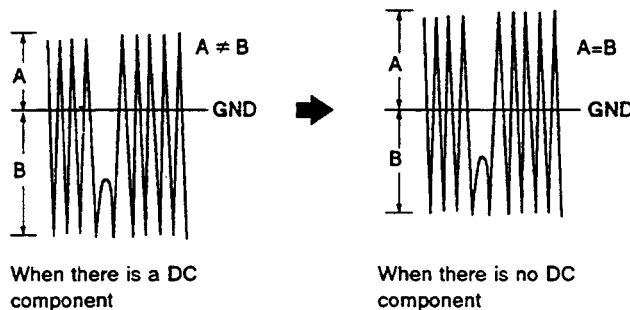 A
A ≠ B
GND
B
When there is a DC
component
A
A=B
GND
B
When there is no DC
component